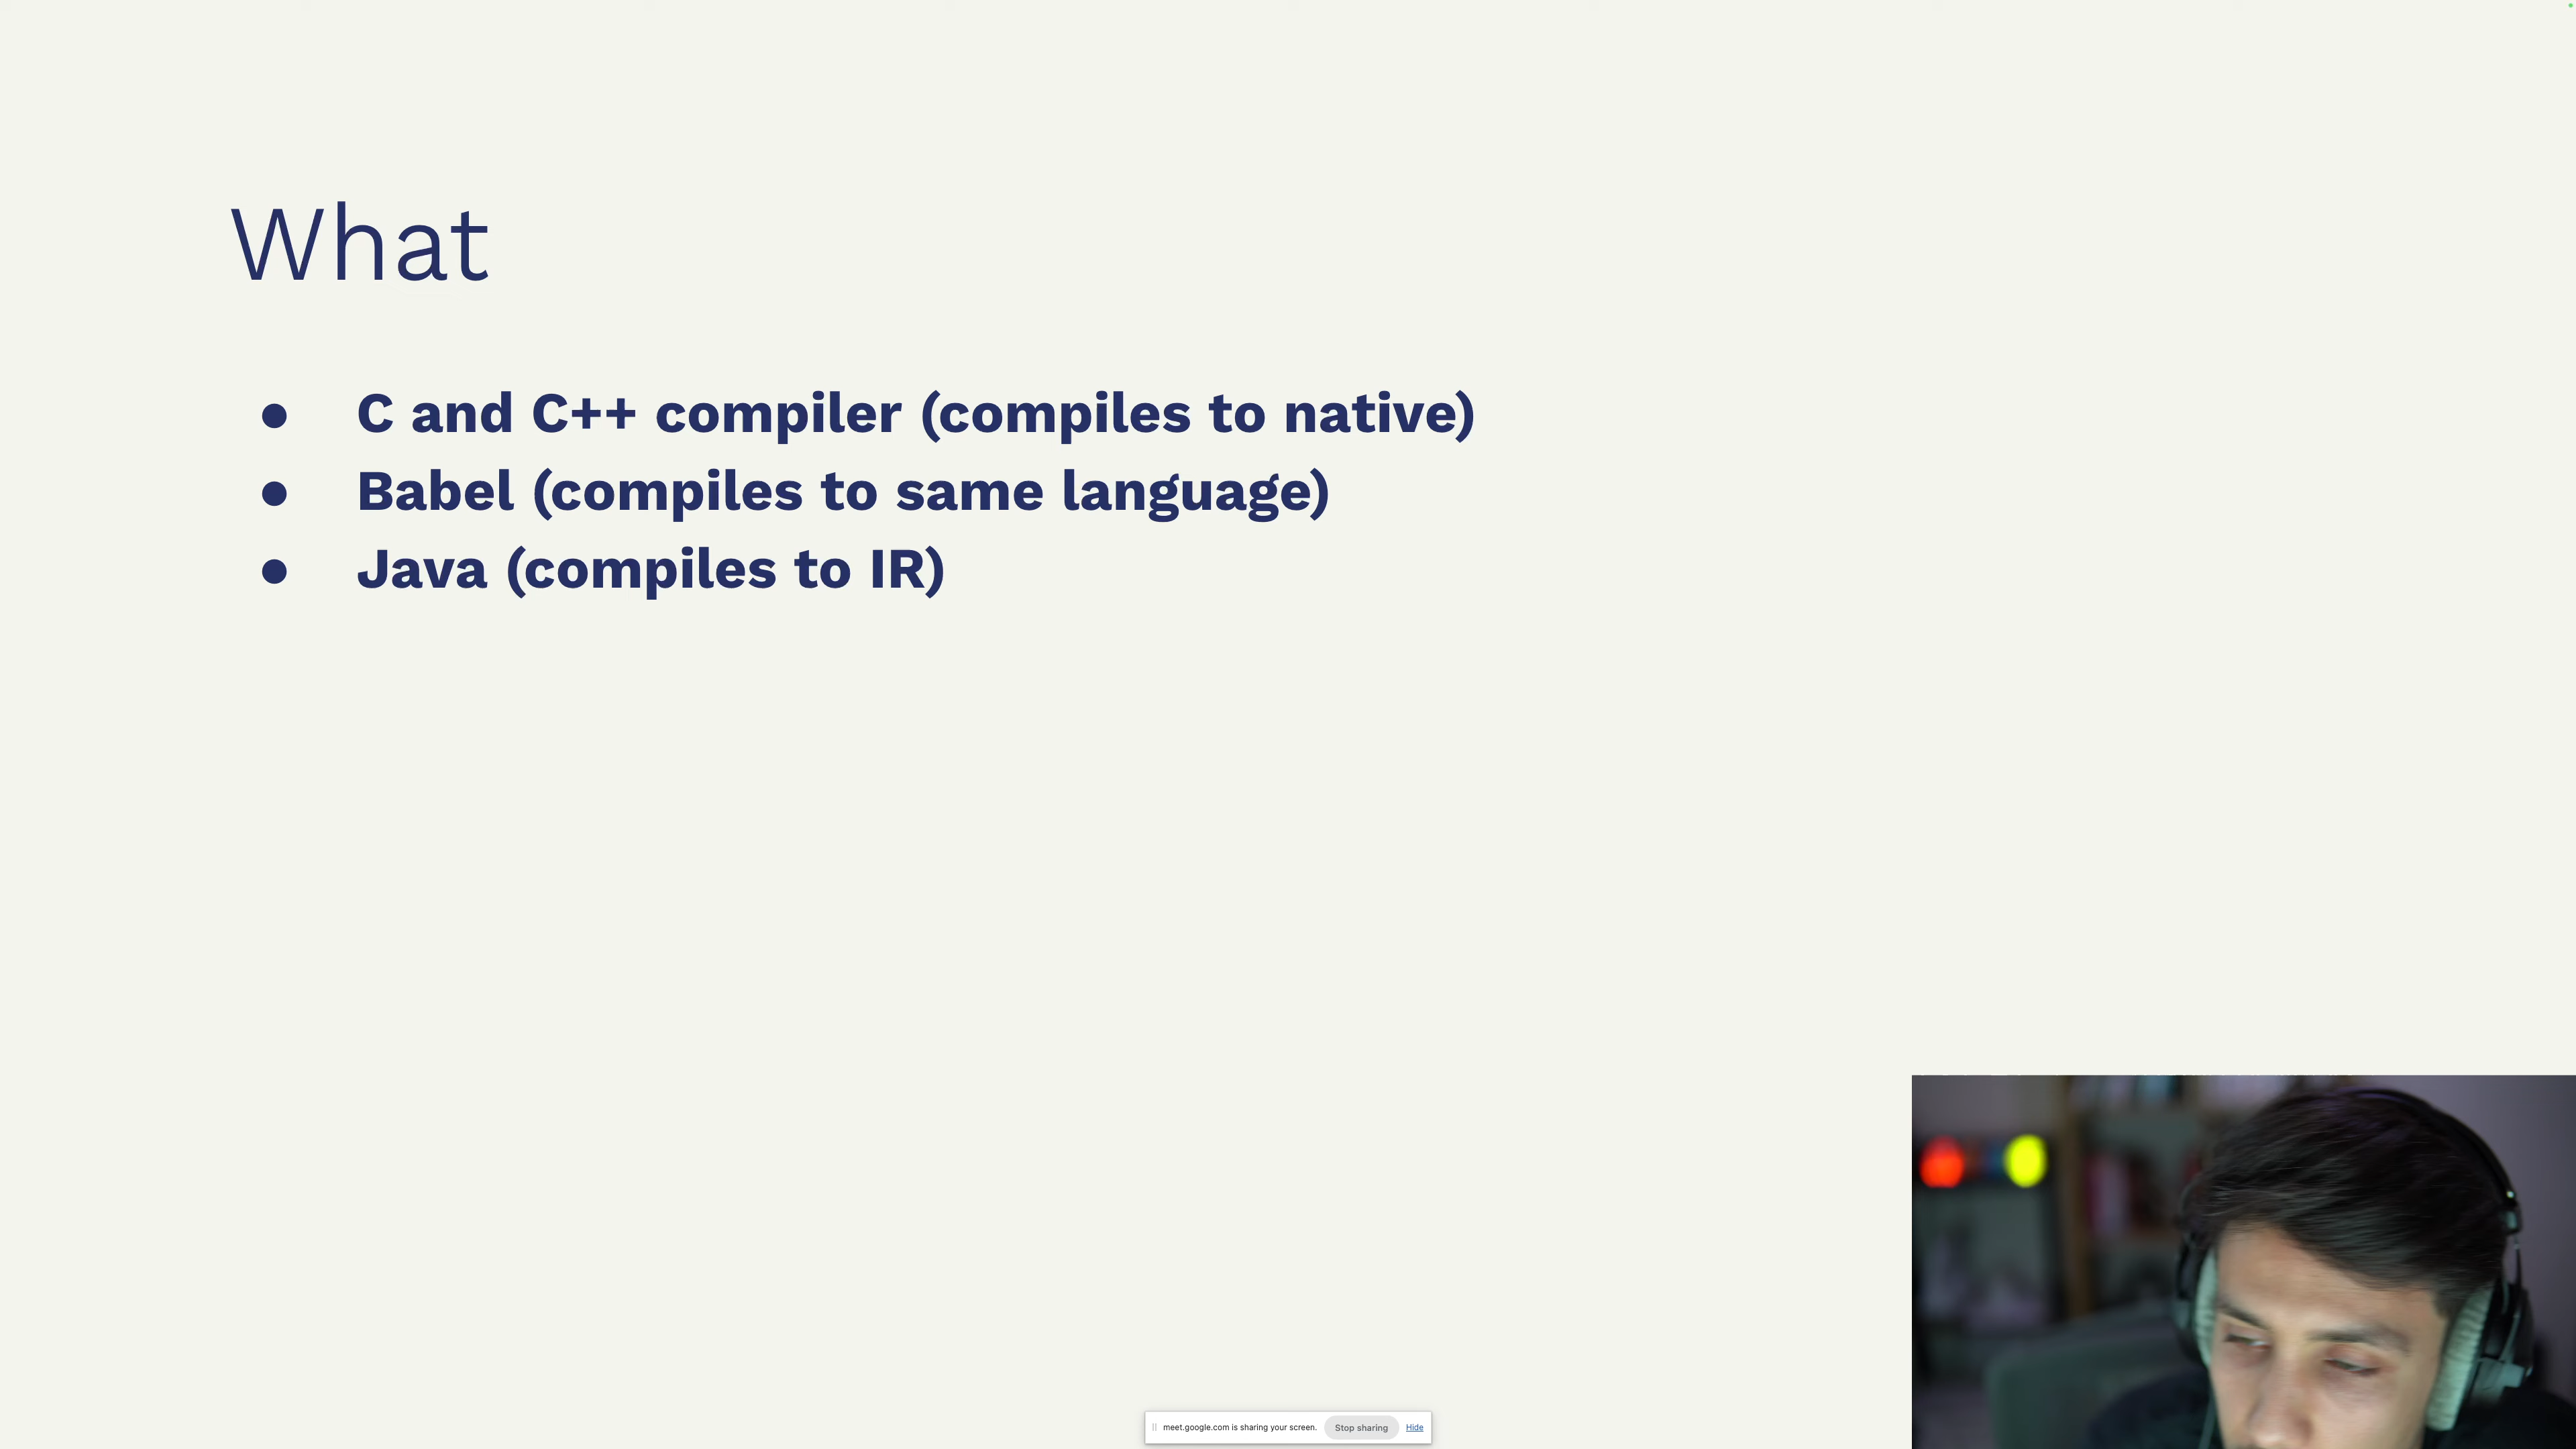 What
● C and C++ compiler (compiles to native)
● Babel (compiles to same language)
● Java (compiles to IR)
meet.google.com is sharing your screen. Stop sharing Hide